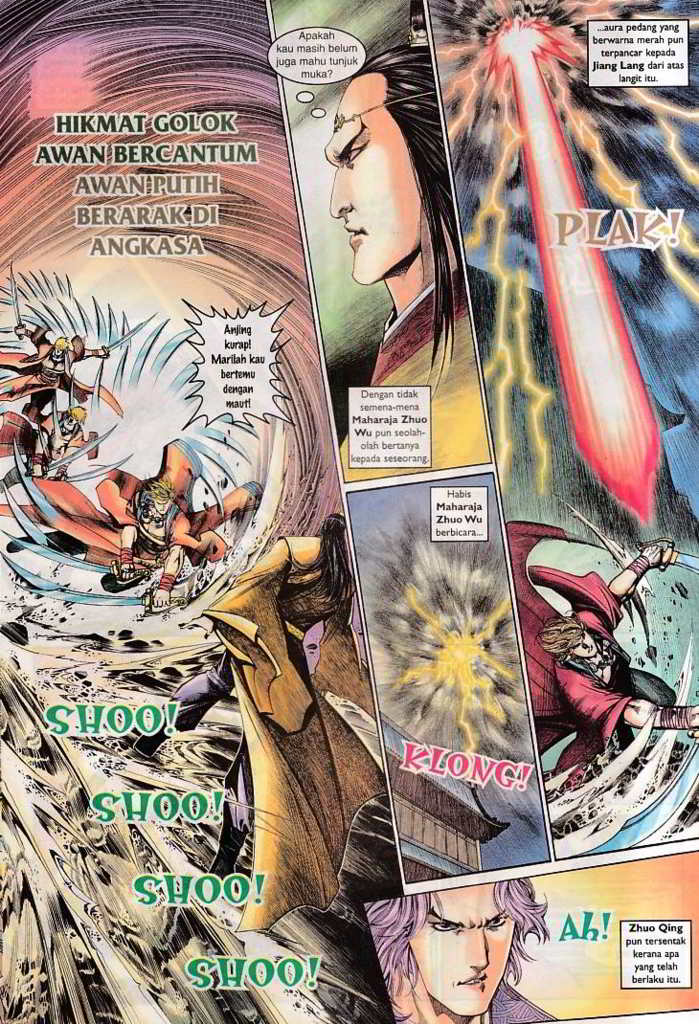 HIKMAT GOLOK
AWAN BERCANTUM
AWAN PUTIH
BERARAK DI
ANGKASA
Anjing
kurap!
Marilah kau
bertemu
dengan
maut!
SHOO!
SHOO!
SHOO!
SHOO!
Apakah
kau masih belum
juga mahu tunjuk
muka?
Dengan tidak
semena-mena
Maharaja Zhuo
Wu pun seolah-
olah bertanya
kepada seseorang.
Habis
Maharaja
Zhuo Wu
berbicara...
KLONG!
...aura pedang yang
berwarna merah pun
terpancar kepada
Jiang Lang dari atas
langit itu.
PLAK!
Ah!
Zhuo Qing
pun tersentak
kerana apa
yang telah
berlaku itu.